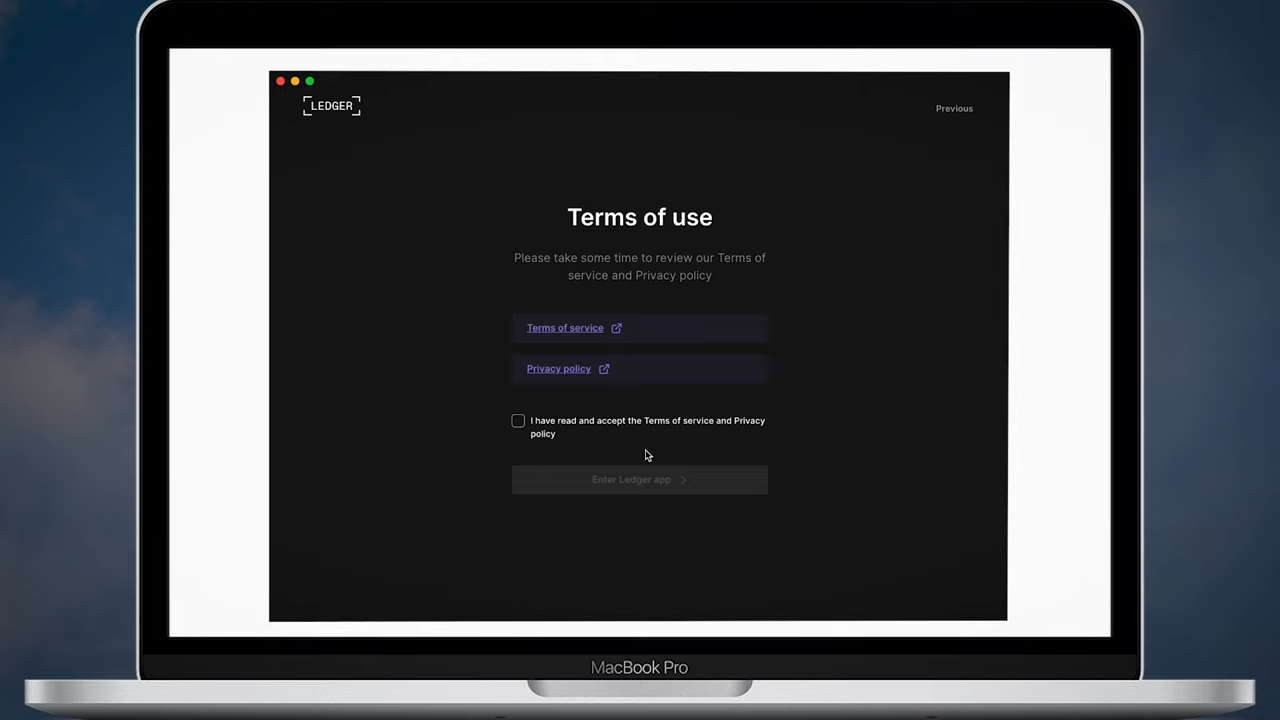 LEDGER
Previous
Terms of use
Please take some time to review our Terms of
service and Privacy policy
Terms of service
Privacy policy
I have read and accept the Terms of service and Privacy
policy
Enter Ledger app
MacBook Pro